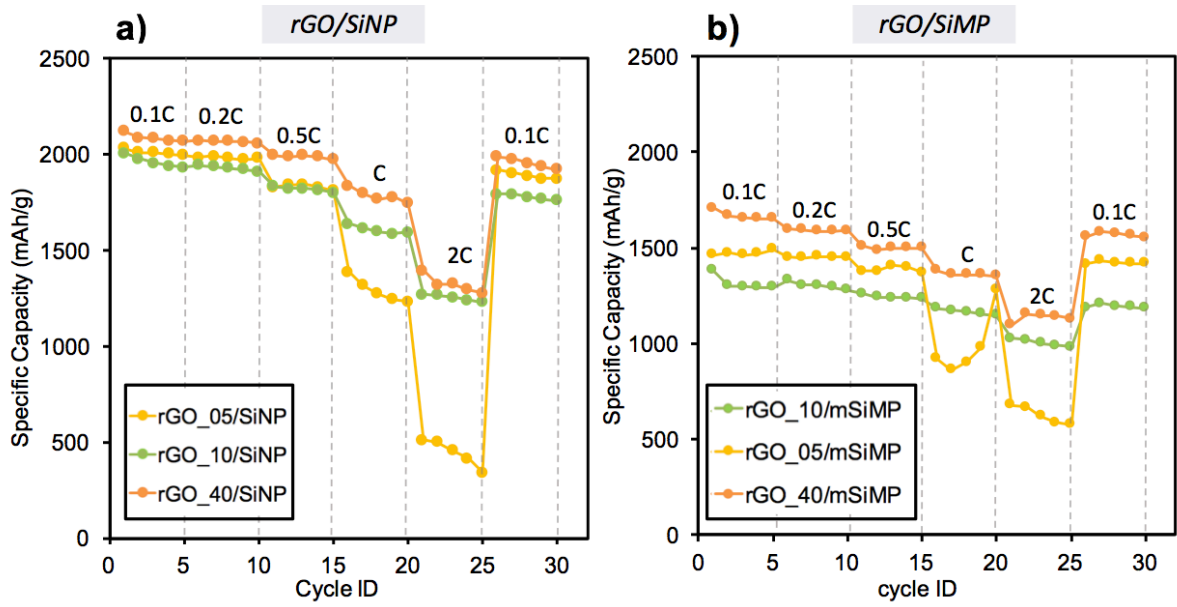 a)
rGO/SiNP
Specific Capacity (mAh/g)
2500
2000
1500
1000
500
0
0.1C
0.2C
0.5C
C
2C
0.1C
rGO_05/SiNP
rGO_10/SiNP
rGO_40/SiNP
0 5 10 15 20 25 30
Cycle ID
b)
rGO/SiMP
Specific Capacity (mAh/g)
2500
2000
1500
1000
500
0
0.1C
0.2C
0.5C
C
2C
0.1C
rGO_10/mSiMP
rGO_05/mSiMP
rGO_40/mSiMP
0 5 10 15 20 25 30
cycle ID